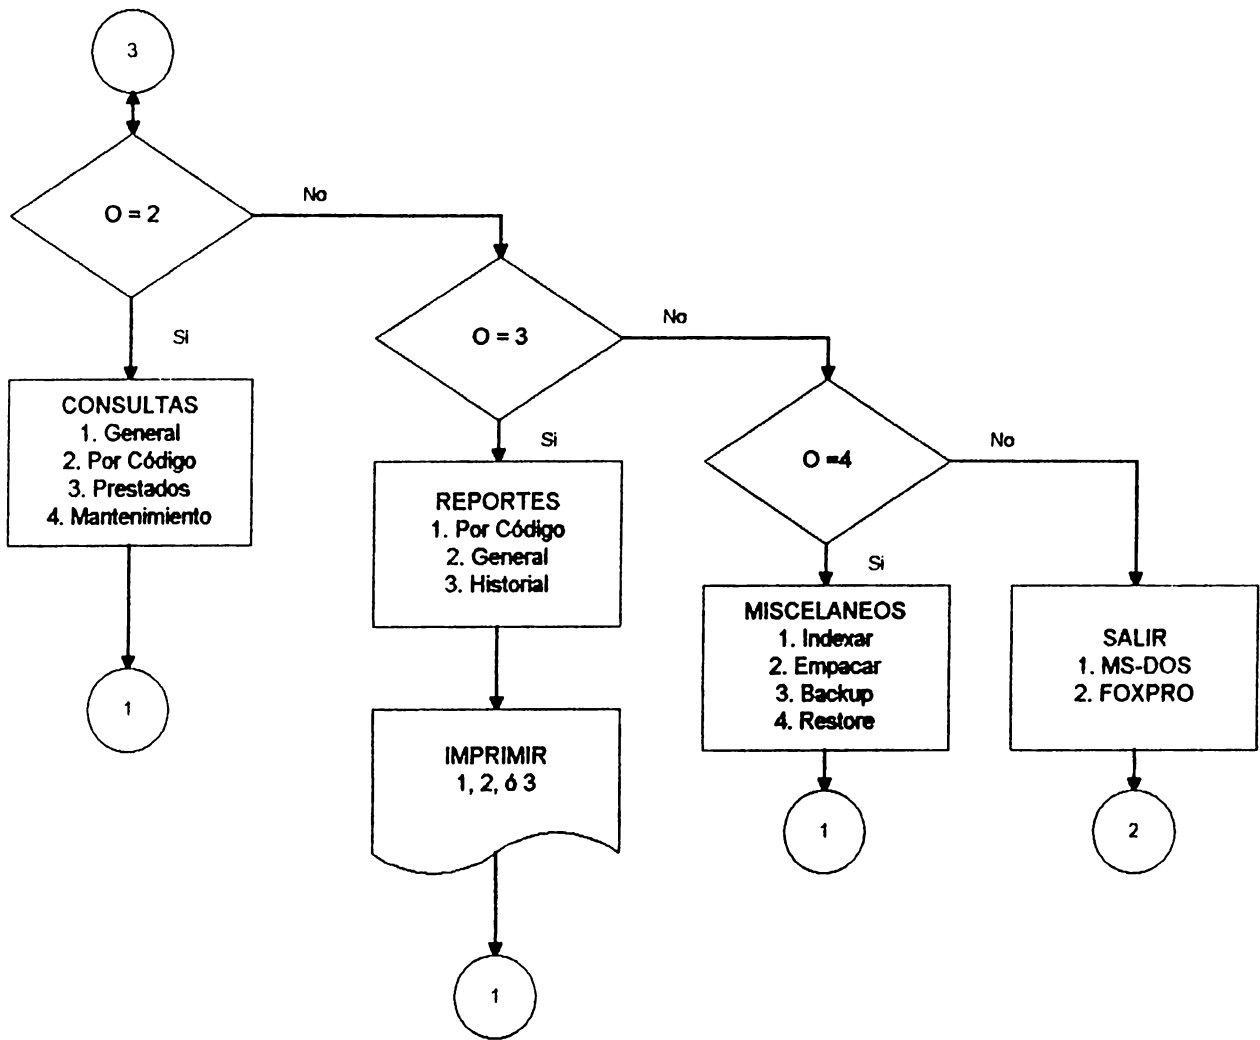 3
O = 2
No
Si
CONSULTAS
1. General
2. Por Código
3. Prestados
4. Mantenimiento
1
O = 3
No
Si
REPORTES
1. Por Código
2. General
3. Historial
IMPRIMIR
1, 2, ó 3
1
O =4
No
Si
MISCELANEOS
1. Indexar
2. Empacar
3. Backup
4. Restore
1
SALIR
1. MS-DOS
2. FOXPRO
2